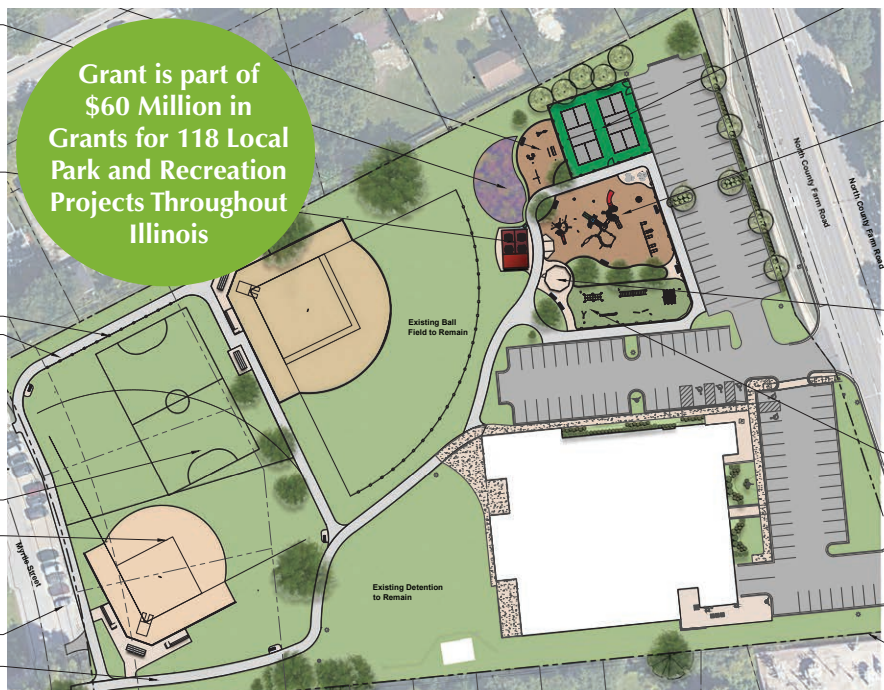 Grant is part of
$60 Million in
Grants for 118 Local
Park and Recreation
Projects Throughout
Illinois
North County Farm Road
North County Farm Road
Existing Ball
Field to Remain
Myrtle Street
Existing Detention
to Remain